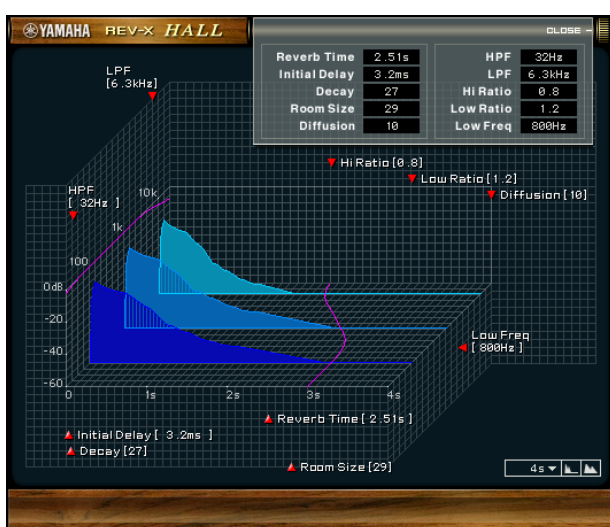 YAMAHA REV-X HALL
CLOSE -
Reverb Time 2.51s HPF 32Hz
Initial Delay 3.2ms LPF 6.3kHz
Decay 27 Hi Ratio 0.8
Room Size 29 Low Ratio 1.2
Diffusion 10 Low Freq 800Hz
LPF
[6.3kHz]
Hi Ratio [0.8]
Low Ratio [1.2]
Diffusion [10]
HPF
[ 32Hz ]
10k
1k
100
0dB
-20
-40
-60
0 1s 2s 3s 4s
Low Freq
[ 800Hz ]
Reverb Time [ 2.51s ]
Initial Delay [ 3.2ms ]
Decay [27]
Room Size [29]
4s